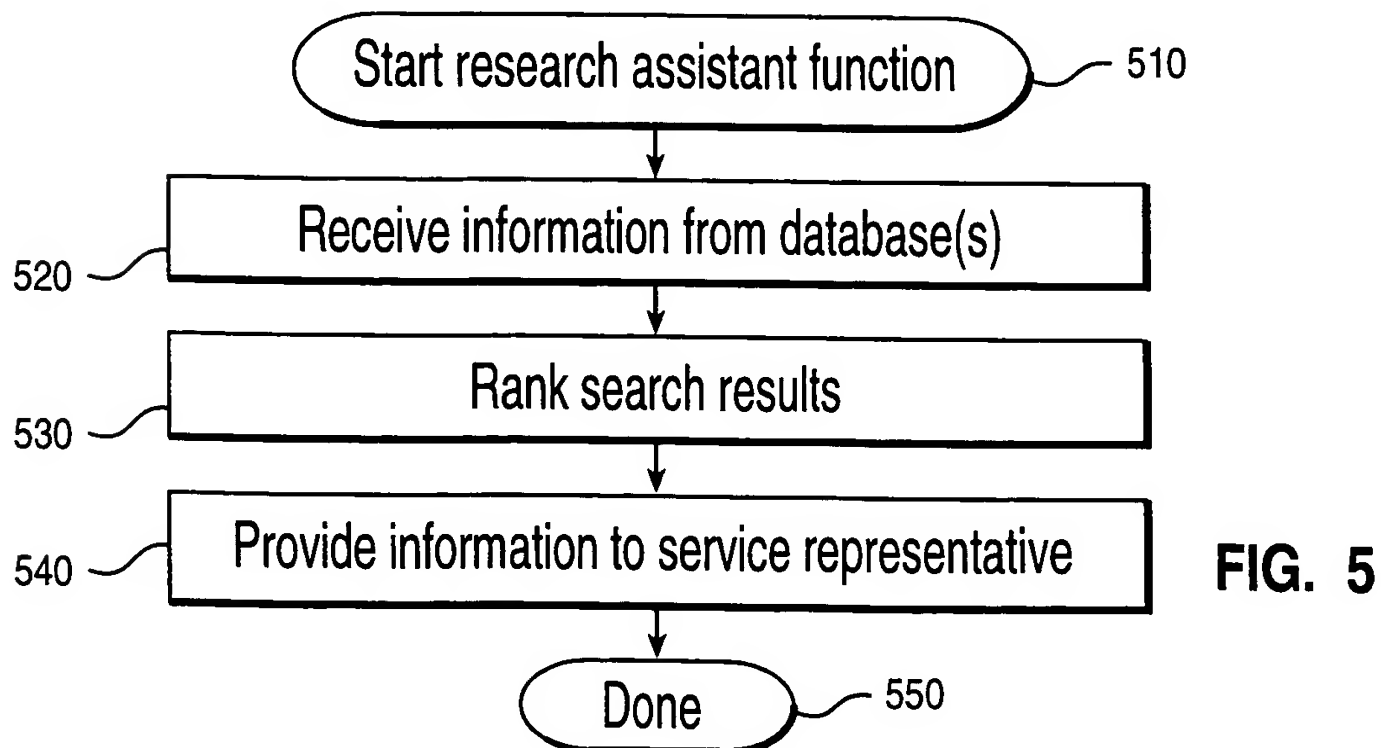 Start research assistant function
510
Receive information from database(s)
520
Rank search results
530
Provide information to service representative
540
FIG. 5
Done
550